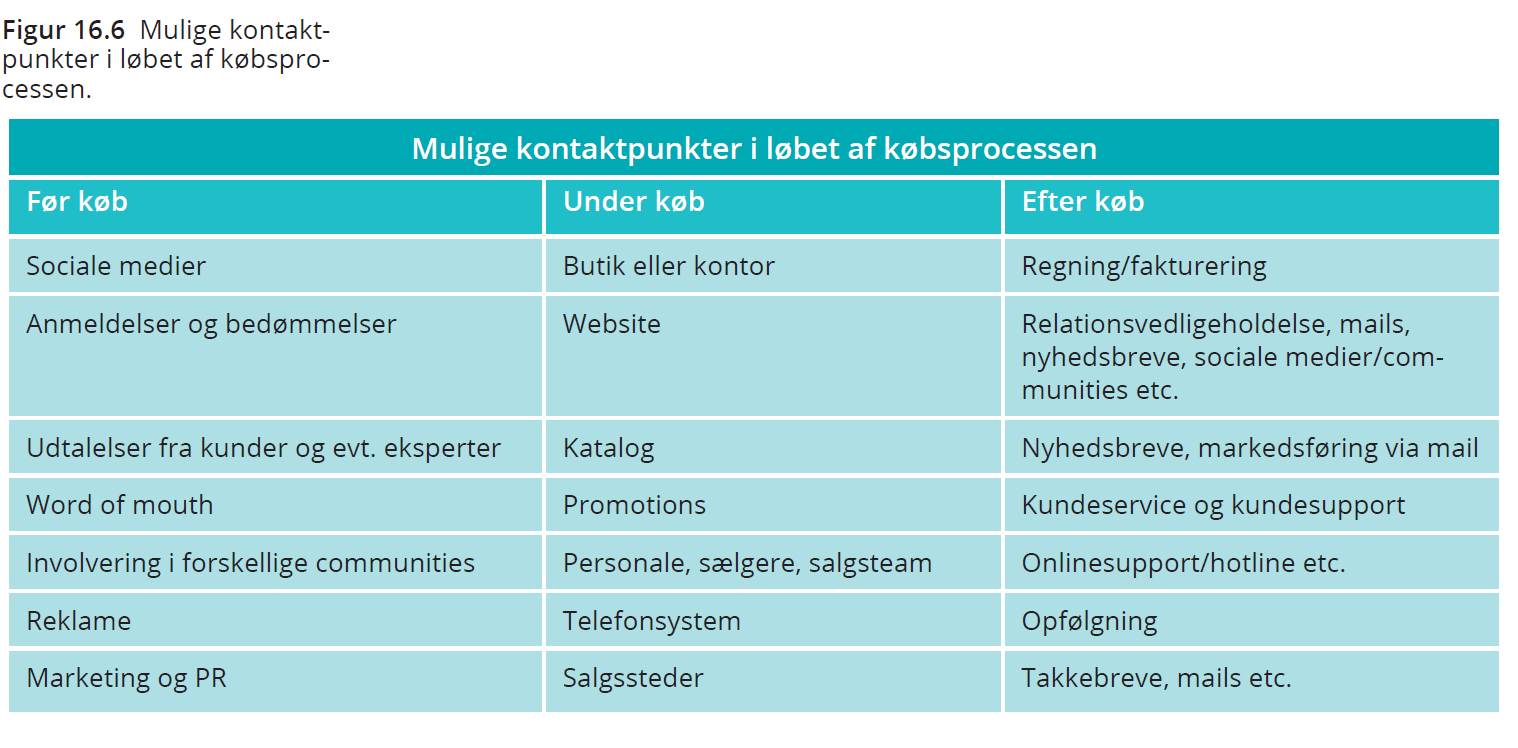 Figur 16.6 Mulige kontakt-
punkter i løbet af købspro-
cessen.
Mulige kontaktpunkter i løbet af købsprocessen
Før køb
Under køb
Efter køb
Sociale medier
Butik eller kontor
Regning/fakturering
Anmeldelser og bedømmelser
Website
Relationsvedligeholdelse, mails,
nyhedsbreve, sociale medier/com-
munities etc.
Udtalelser fra kunder og evt. eksperter
Katalog
Nyhedsbreve, markedsføring via mail
Word of mouth
Promotions
Kundeservice og kundesupport
Involvering i forskellige communities
Personale, sælgere, salgsteam
Onlinesupport/hotline etc.
Reklame
Telefonsystem
Opfølgning
Marketing og PR
Salgssteder
Takkebreve, mails etc.